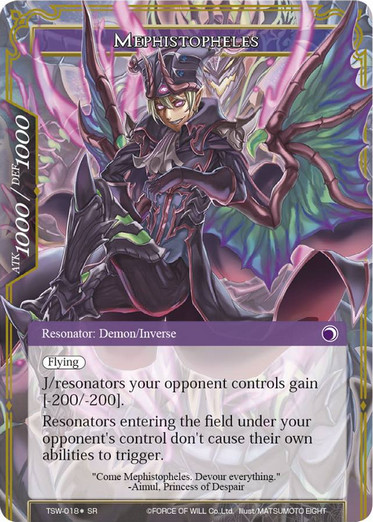 Mephistopheles
ATK 1000 / DEF 1000
Resonator: Demon/Inverse
Flying
J/resonators your opponent controls gain
[-200/-200].
Resonators entering the field under your
opponent's control don't cause their own
abilities to trigger.
"Come Mephistopheles. Devour everything."
-Aimul, Princess of Despair
TSW-018● SR ©FORCE OF WILL Co.,Ltd. Illust/MATSUMOTO EIGHT